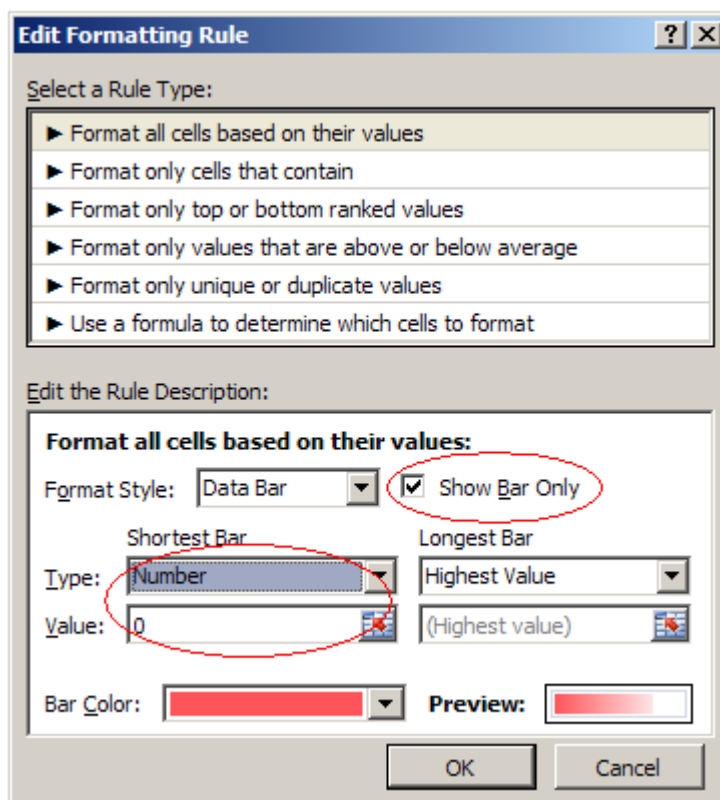 Edit Formatting Rule
Select a Rule Type:
► Format all cells based on their values
► Format only cells that contain
► Format only top or bottom ranked values
► Format only values that are above or below average
► Format only unique or duplicate values
► Use a formula to determine which cells to format
Edit the Rule Description:
Format all cells based on their values:
Format Style: Data Bar Show Bar Only
Shortest Bar Longest Bar
Type: Number Highest Value
Value: 0 (Highest value)
Bar Color: Preview:
OK Cancel